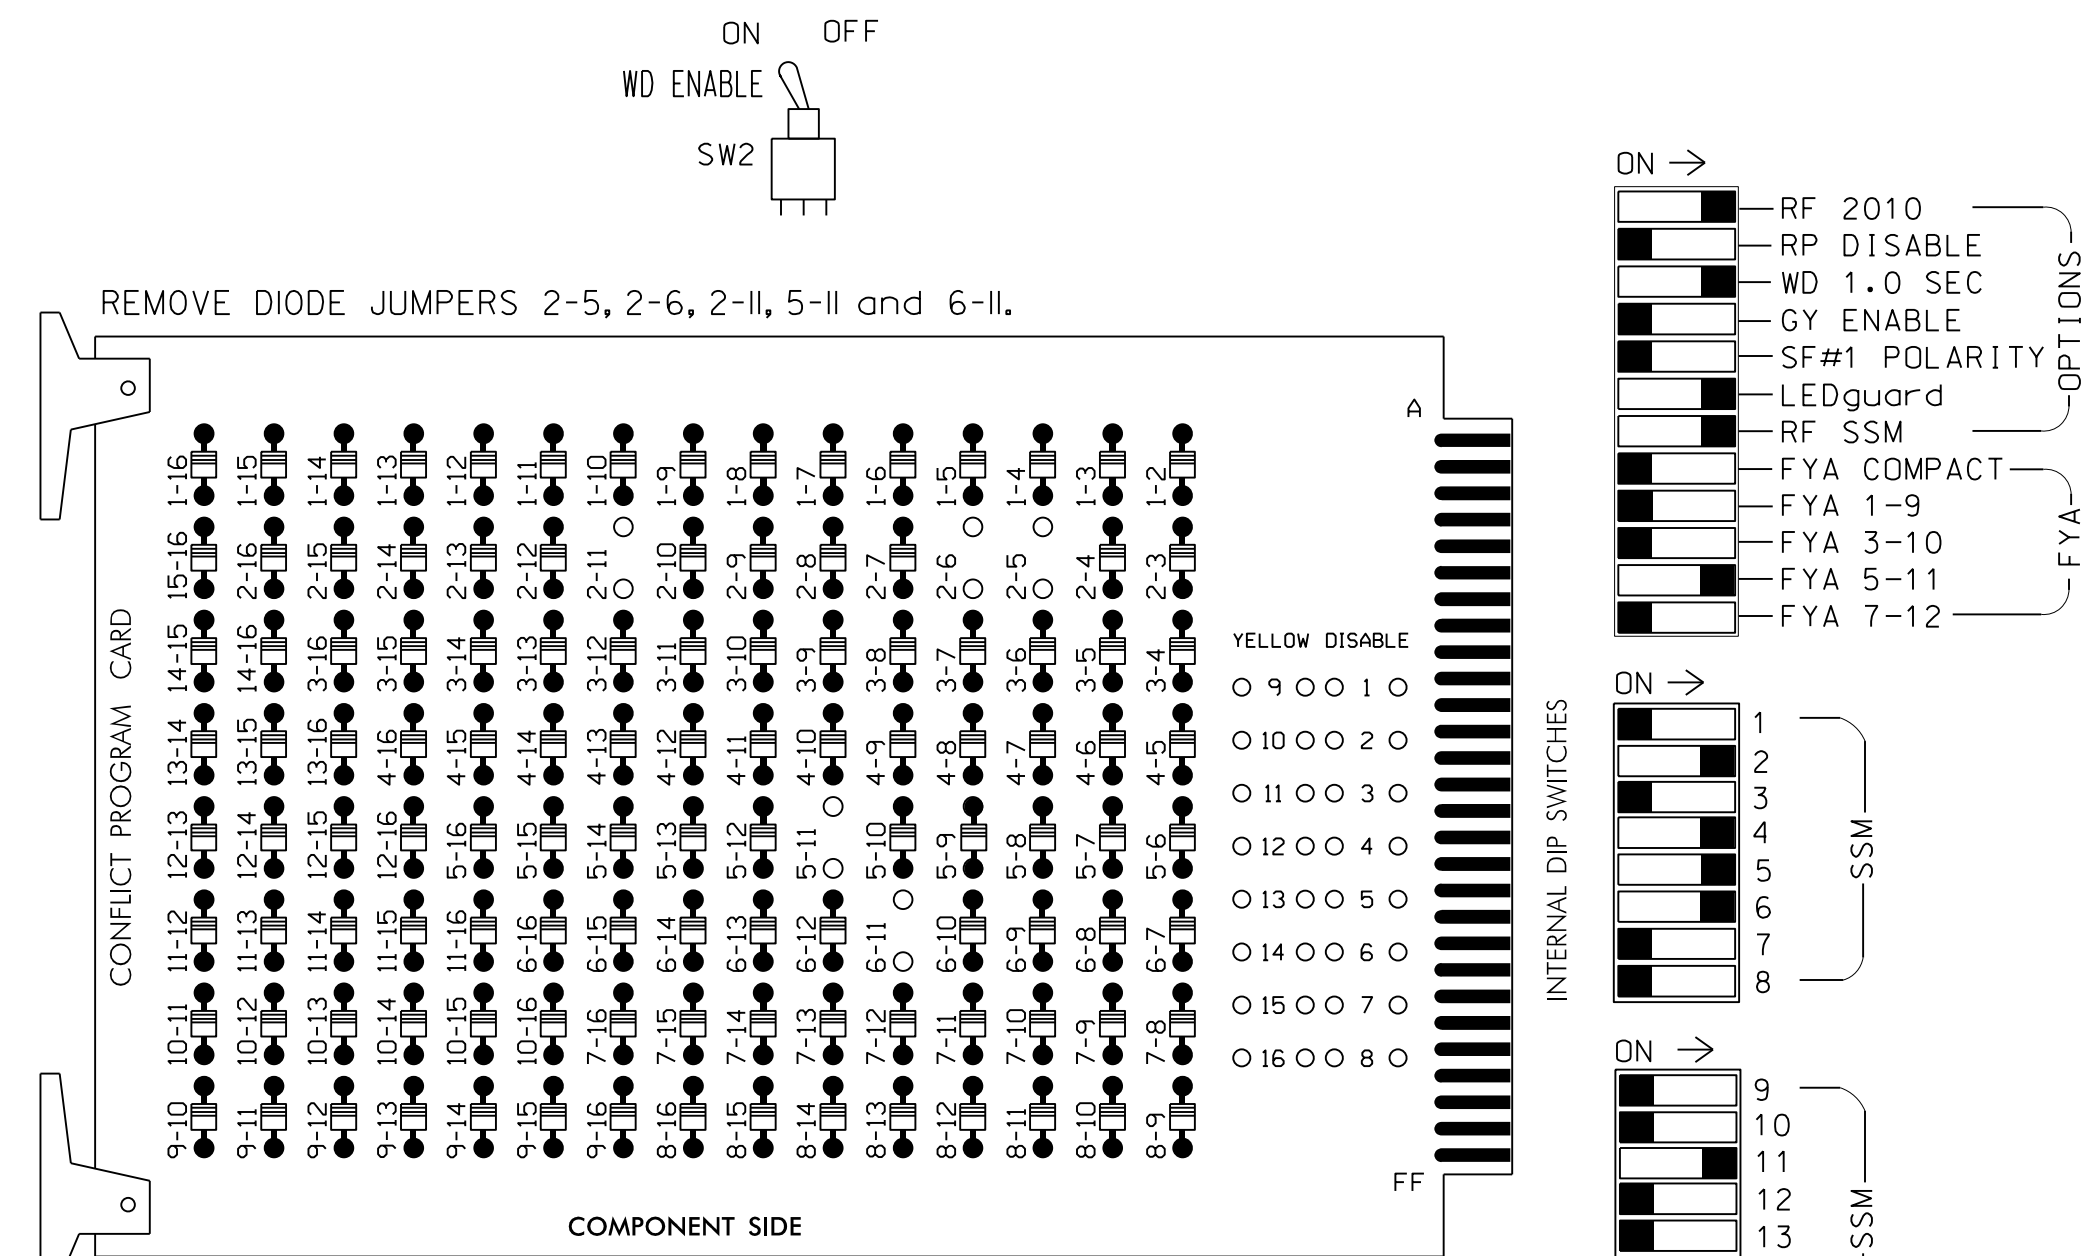 ON OFF
WD ENABLE
SW2
REMOVE DIODE JUMPERS 2-5, 2-6, 2-11, 5-11 and 6-11.
CONFLICT PROGRAM CARD
1-16 1-15 1-14 1-13 1-12 1-11 1-10 1-9 1-8 1-7 1-6 1-5 1-4 1-3 1-2
15-16 2-16 2-15 2-14 2-13 2-12 2-11 2-10 2-9 2-8 2-7 2-6 2-5 2-4 2-3
14-15 14-16 3-16 3-15 3-14 3-13 3-12 3-11 3-10 3-9 3-8 3-7 3-6 3-5 3-4
13-14 13-15 13-16 4-16 4-15 4-14 4-13 4-12 4-11 4-10 4-9 4-8 4-7 4-6 4-5
12-13 12-14 12-15 12-16 5-16 5-15 5-14 5-13 5-12 5-11 5-10 5-9 5-8 5-7 5-6
11-12 11-13 11-14 11-15 11-16 6-16 6-15 6-14 6-13 6-12 6-11 6-10 6-9 6-8 6-7
10-11 10-12 10-13 10-14 10-15 10-16 7-16 7-15 7-14 7-13 7-12 7-11 7-10 7-9 7-8
9-10 9-11 9-12 9-13 9-14 9-15 9-16 8-16 8-15 8-14 8-13 8-12 8-11 8-10 8-9
COMPONENT SIDE
A
YELLOW DISABLE
9 1
10 2
11 3
12 4
13 5
14 6
15 7
16 8
FF
INTERNAL DIP SWITCHES
ON →
RF 2010
RP DISABLE
WD 1.0 SEC
GY ENABLE
SF#1 POLARITY
LEDguard
RF SSM
OPTIONS
FYA COMPACT
FYA 1-9
FYA 3-10
FYA 5-11
FYA 7-12
FYA
ON →
1
2
3
4
5
6
7
8
SSM
ON →
9
10
11
12
13
SSM